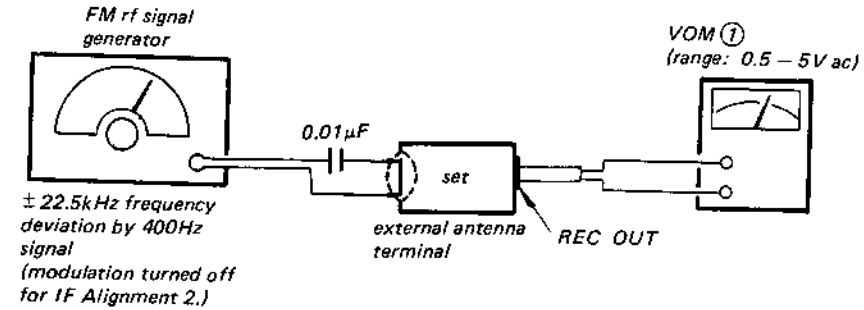 FM rf signal
generator
VOM ①
(range: 0.5 – 5V ac)
0.01µF
set
± 22.5kHz frequency
deviation by 400Hz
signal
(modulation turned off
for IF Alignment 2.)
external antenna
terminal
REC OUT